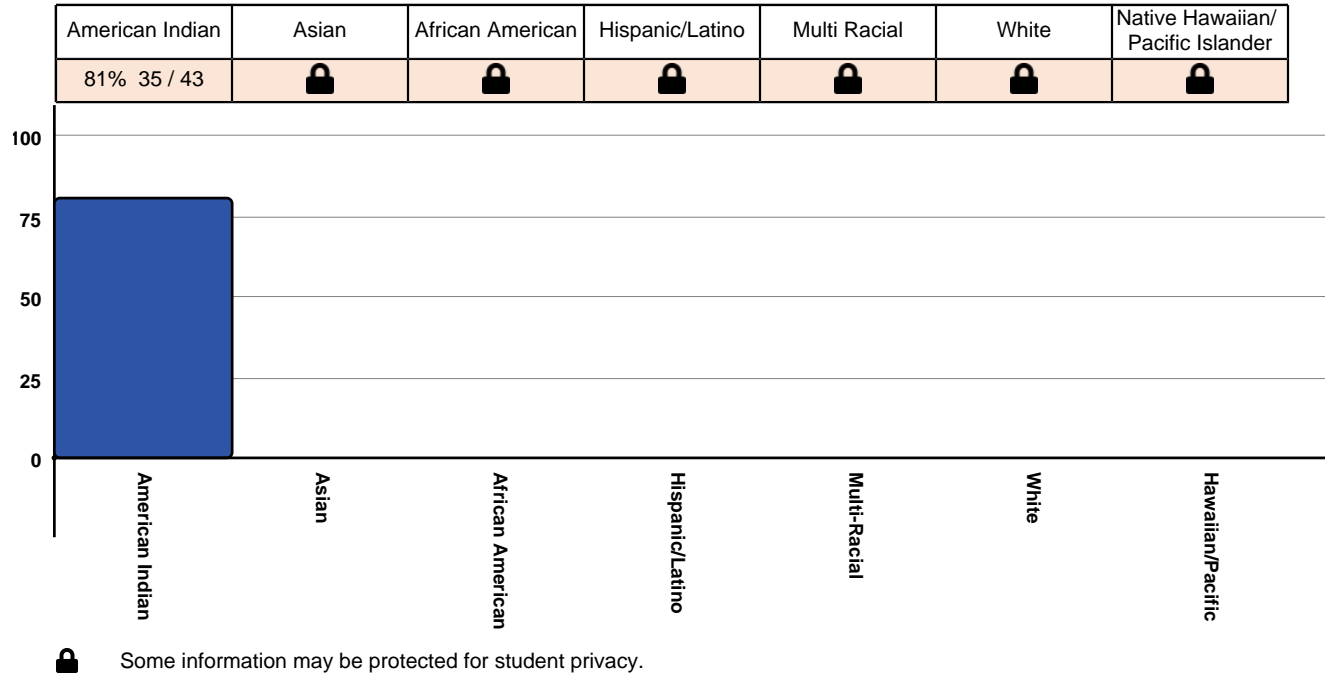 American Indian Asian African American Hispanic/Latino Multi Racial White Native Hawaiian/
Pacific Islander
81% 35 / 43
100
75
50
25
0
American Indian
Asian
African American
Hispanic/Latino
Multi-Racial
White
Hawaiian/Pacific
Some information may be protected for student privacy.